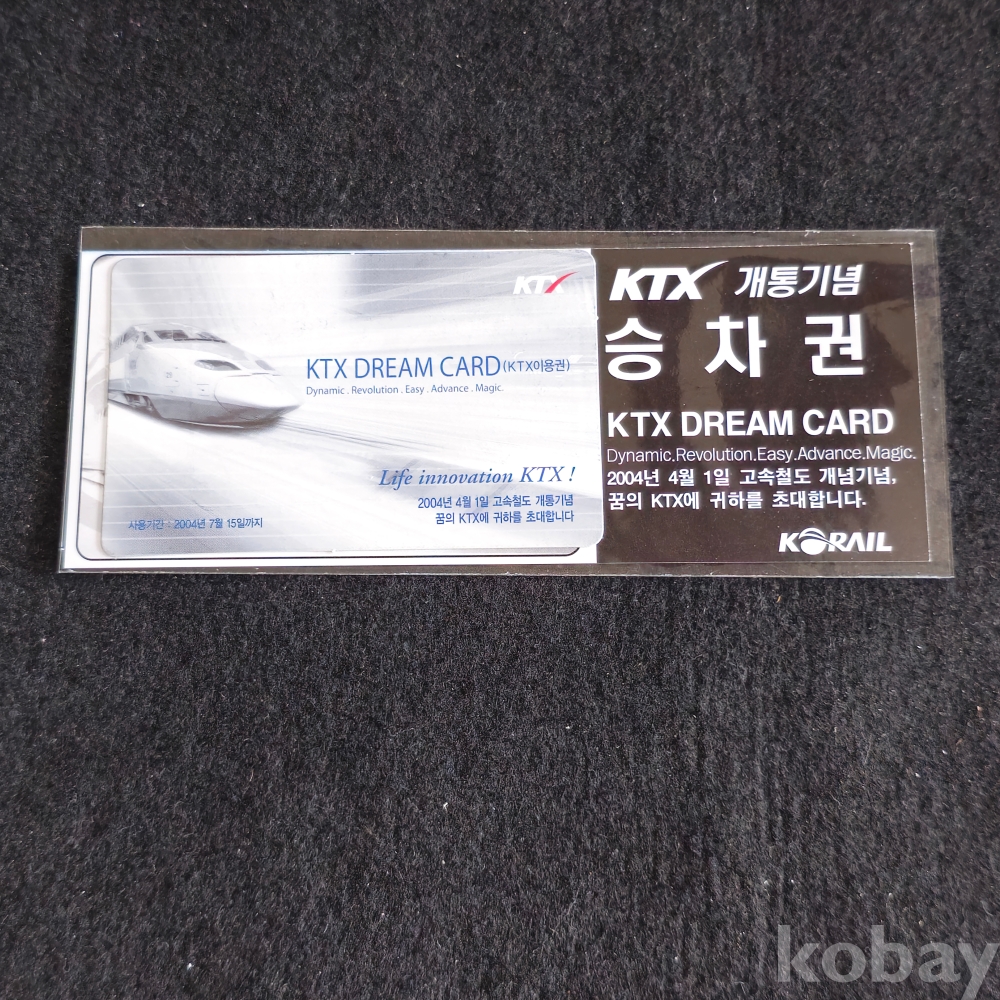 KTX
KTX DREAM CARD(KTX이용권)
Dynamic . Revolution . Easy . Advance . Magic.
Life innovation KTX !
2004년 4월 1일 고속철도 개통기념
꿈의 KTX에 귀하를 초대합니다
사용기간 : 2004년 7월 15일까지
KTX 개통기념
승차권
KTX DREAM CARD
Dynamic.Revolution.Easy.Advance.Magic.
2004년 4월 1일 고속철도 개념기념,
꿈의 KTX에 귀하를 초대합니다.
KORAIL
kobay